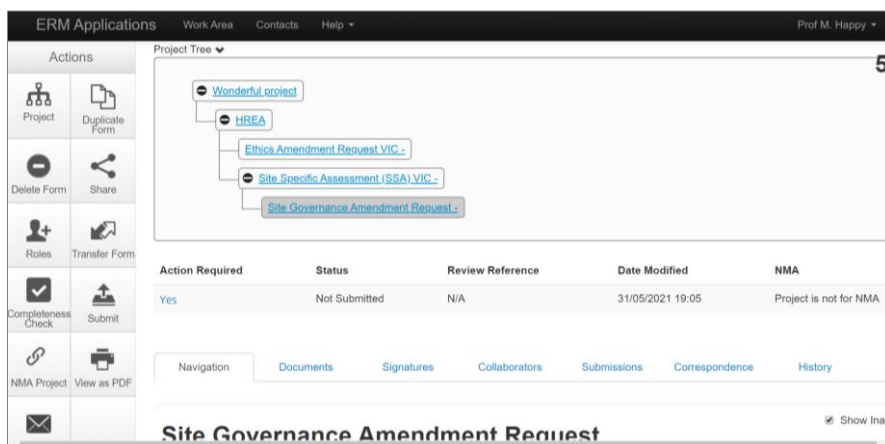 ERM Applications Work Area Contacts Help Prof M. Happy
Actions
Project Tree
5
Project
Duplicate
Form
Delete Form
Share
Roles
Transfer Form
Completeness
Check
Submit
NMA Project
View as PDF
Wonderful project
HREA
Ethics Amendment Request VIC -
Site Specific Assessment (SSA) VIC -
Site Governance Amendment Request -
Action Required Status Review Reference Date Modified NMA
Yes Not Submitted N/A 31/05/2021 19:05 Project is not for NMA
Navigation Documents Signatures Collaborators Submissions Correspondence History
Show Ina
Site Governance Amendment Request